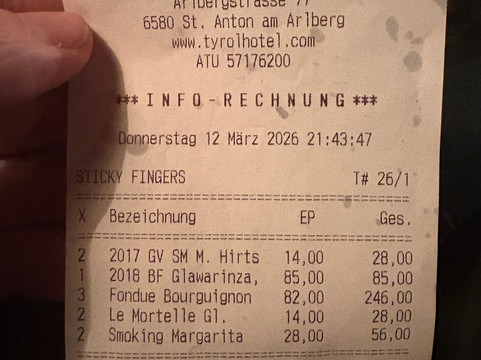 Arlbergstrasse 77
6580 St. Anton am Arlberg
www.tyrolhotel.com
ATU 57176200
*** I N F O - R E C H N U N G ***
Donnerstag 12 März 2026 21:43:47
STICKY FINGERS T# 26/1
X Bezeichnung EP Ges.
2 2017 GV SM M. Hirts 14,00 28,00
1 2018 BF Glawarinza, 85,00 85,00
3 Fondue Bourguignon 82,00 246,00
2 Le Mortelle Gl. 14,00 28,00
2 Smoking Margarita 28,00 56,00